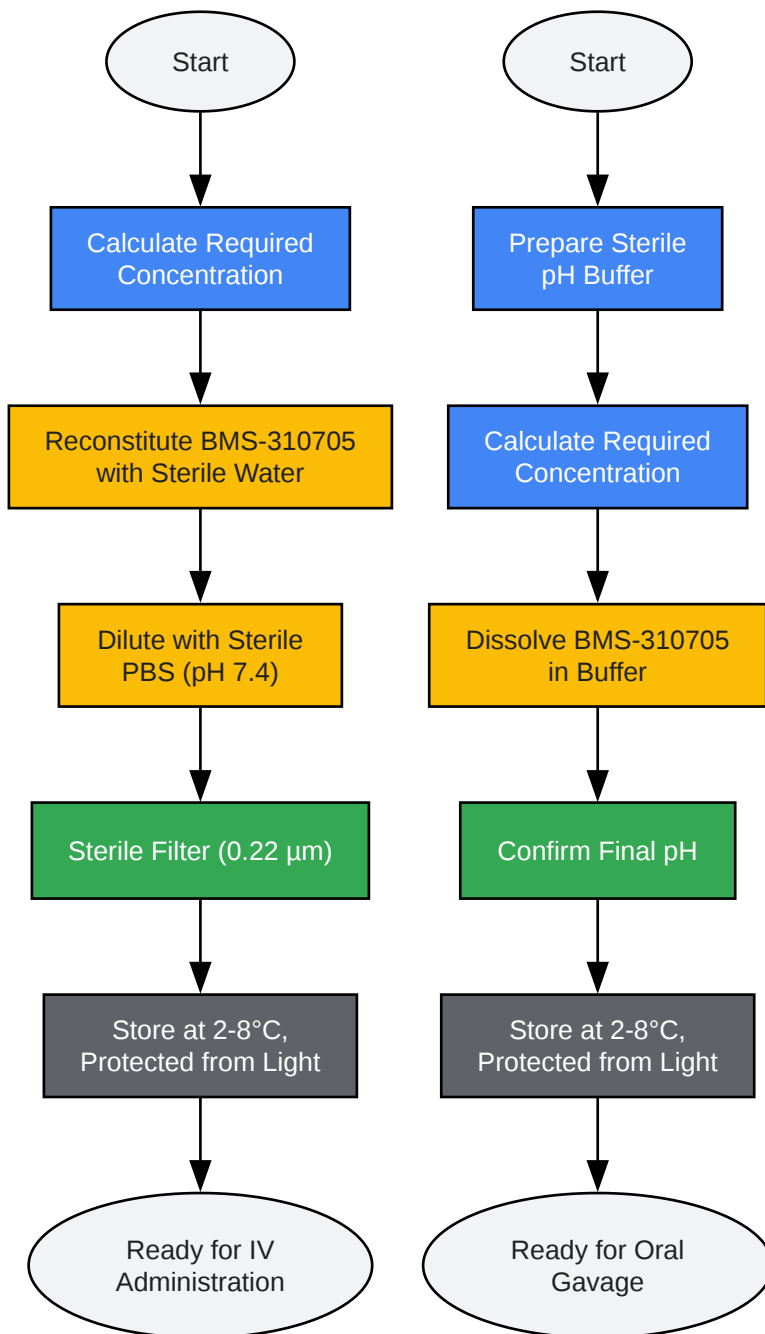 Start
Calculate Required
Concentration
Reconstitute BMS-310705
with Sterile Water
Dilute with Sterile
PBS (pH 7.4)
Sterile Filter (0.22 µm)
Store at 2-8°C,
Protected from Light
Ready for IV
Administration
Start
Prepare Sterile
pH Buffer
Calculate Required
Concentration
Dissolve BMS-310705
in Buffer
Confirm Final pH
Store at 2-8°C,
Protected from Light
Ready for Oral
Gavage